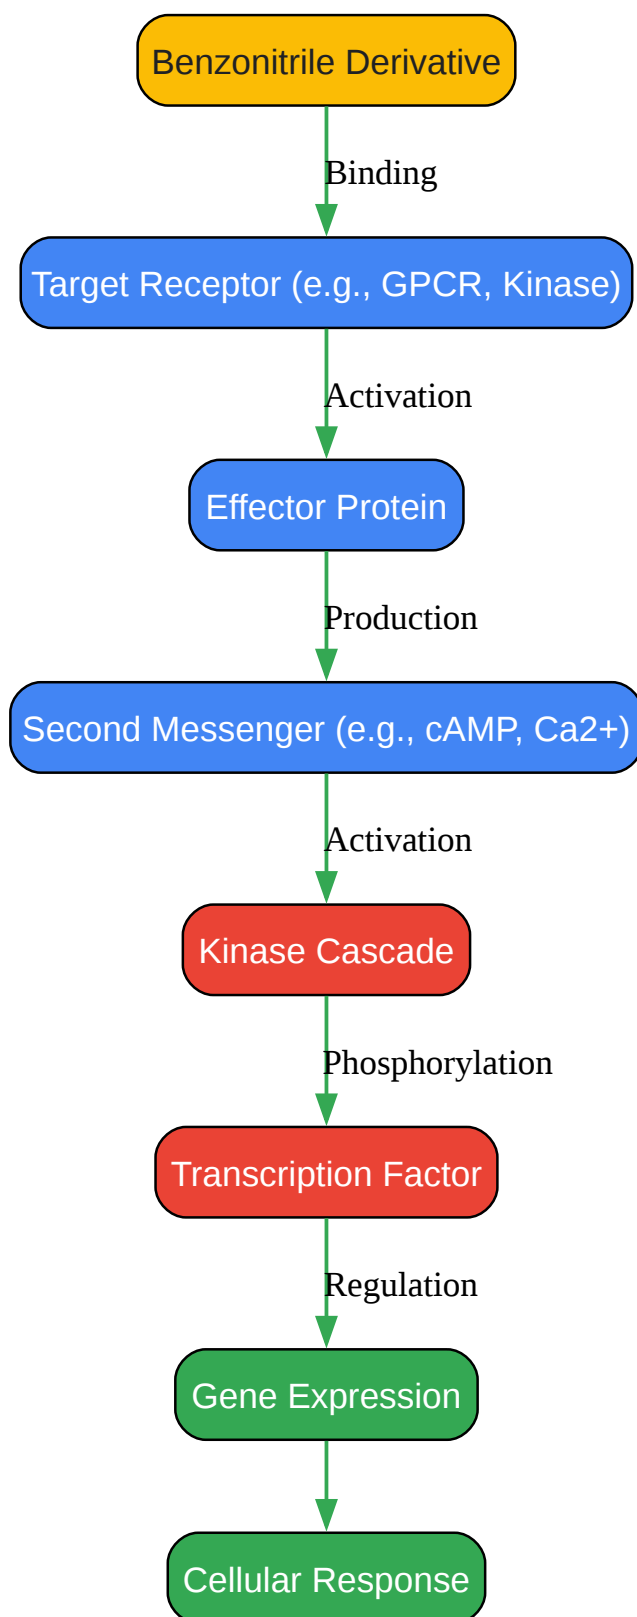 Benzonitrile Derivative
Binding
Target Receptor (e.g., GPCR, Kinase)
Activation
Effector Protein
Production
Second Messenger (e.g., cAMP, Ca2+)
Activation
Kinase Cascade
Phosphorylation
Transcription Factor
Regulation
Gene Expression
Cellular Response